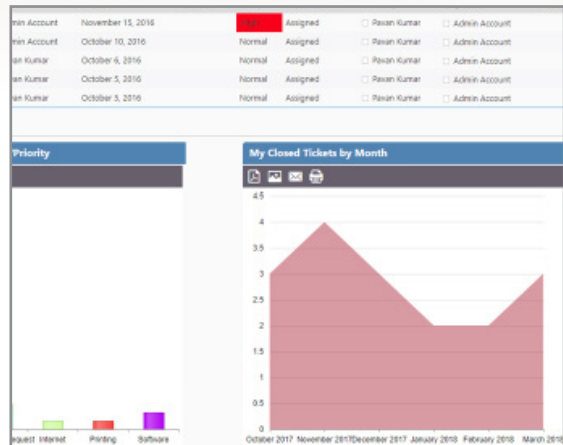 min Account November 15, 2016 Assigned Pavan Kumar Admin Account
min Account October 10, 2016 Normal Assigned Pavan Kumar Admin Account
van Kumar October 6, 2016 Normal Assigned Pavan Kumar Admin Account
van Kumar October 5, 2016 Normal Assigned Pavan Kumar Admin Account
van Kumar October 3, 2016 Normal Assigned Pavan Kumar Admin Account
/Priority
equest Internet Printing Software
My Closed Tickets by Month
4.5
4
3.5
3
2.5
2
1.5
1
0.5
0
October 2017 November 2017 December 2017 January 2018 February 2018 March 2018